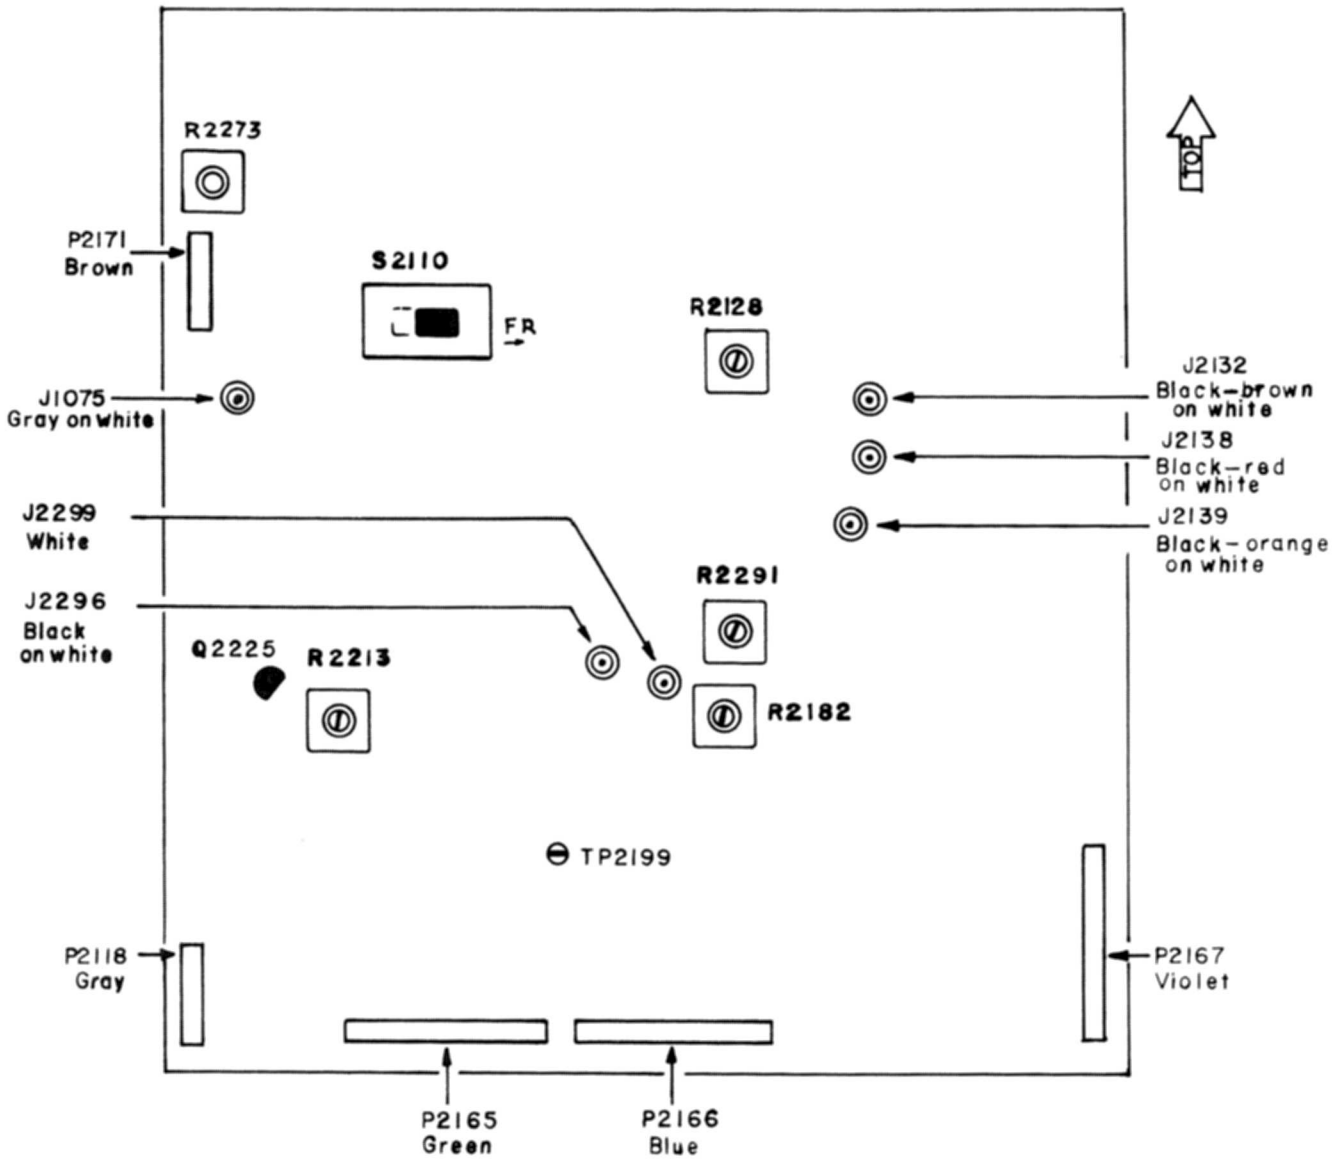 R2273
TOP
P2171
Brown
S2110
FR
R2128
J2132
Black-brown
on white
J1075
Gray on white
J2138
Black-red
on white
J2299
White
J2139
Black-orange
on white
R2291
J2296
Black
on white
Q2225
R2213
R2182
TP2199
P2118
Gray
P2167
Violet
P2165
Green
P2166
Blue